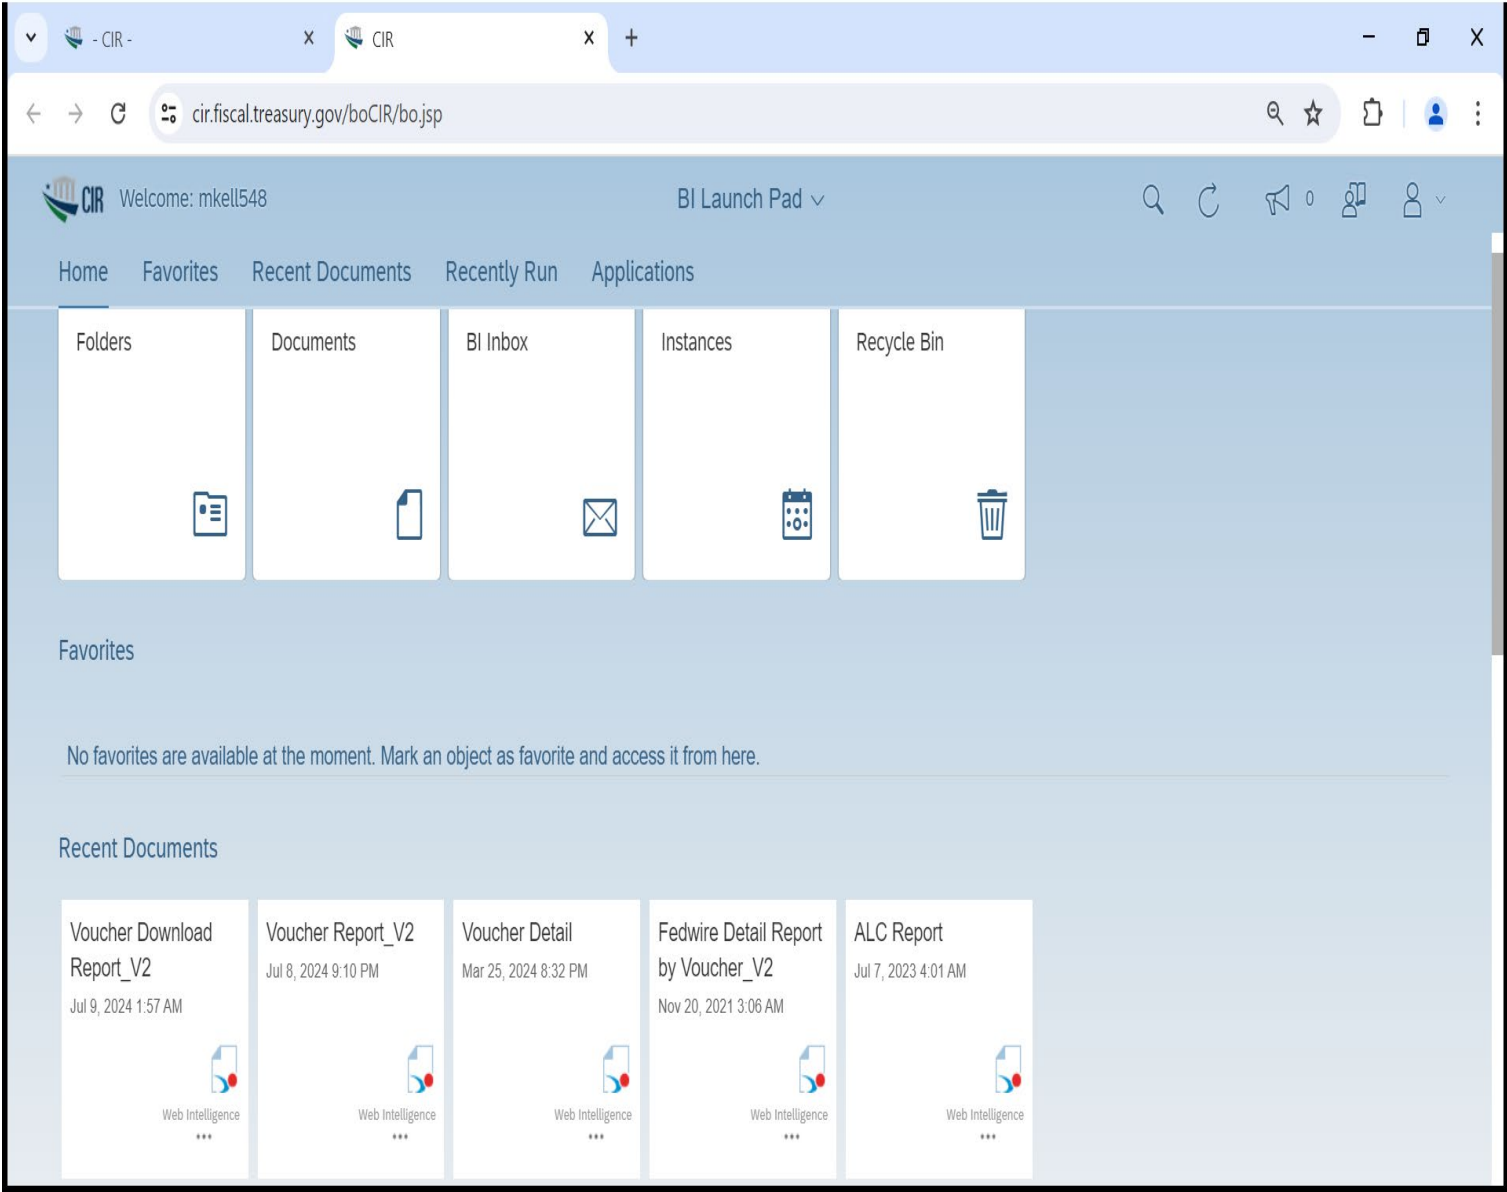 - CIR -
CIR
cir.fiscal.treasury.gov/boCIR/bo.jsp
CIR Welcome: mkell548
BI Launch Pad
0
Home Favorites Recent Documents Recently Run Applications
Folders
Documents
BI Inbox
Instances
Recycle Bin
Favorites
No favorites are available at the moment. Mark an object as favorite and access it from here.
Recent Documents
Voucher Download
Report_V2
Jul 9, 2024 1:57 AM
Web Intelligence
Voucher Report_V2
Jul 8, 2024 9:10 PM
Web Intelligence
Voucher Detail
Mar 25, 2024 8:32 PM
Web Intelligence
Fedwire Detail Report
by Voucher_V2
Nov 20, 2021 3:06 AM
Web Intelligence
ALC Report
Jul 7, 2023 4:01 AM
Web Intelligence